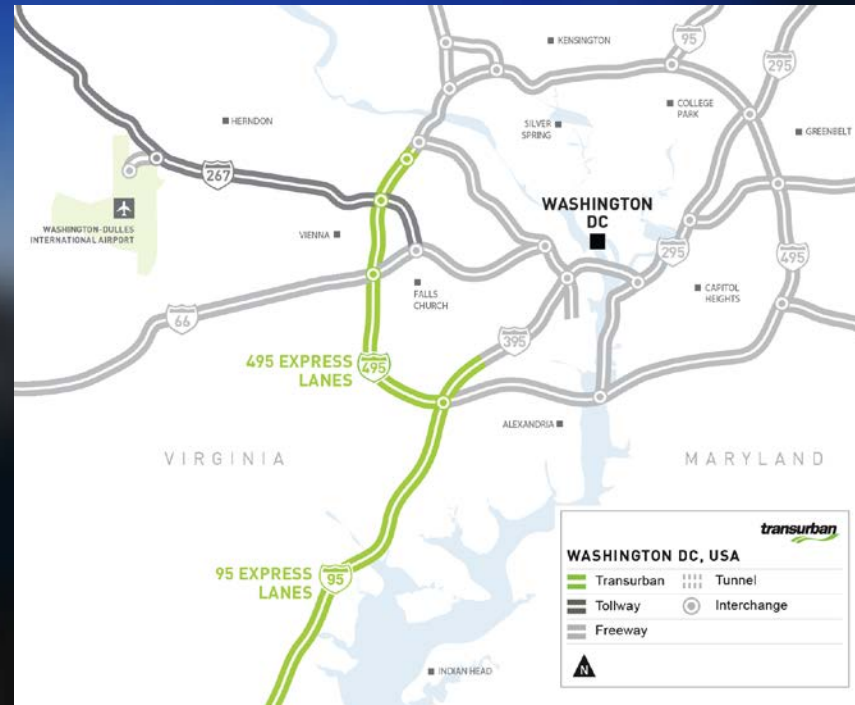 KENSINGTON
95
295
COLLEGE
PARK
HERNDON
SILVER
SPRING
GREENBELT
267
WASHINGTON
DC
WASHINGTON-DULLES
INTERNATIONAL AIRPORT
VIENNA
295
495
FALLS
CHURCH
CAPITOL
HEIGHTS
66
395
495 EXPRESS
LANES
495
ALEXANDRIA
VIRGINIA
MARYLAND
95 EXPRESS
LANES
95
INDIAN HEAD
transurban
WASHINGTON DC, USA
Transurban
Tunnel
Tollway
Interchange
Freeway
N